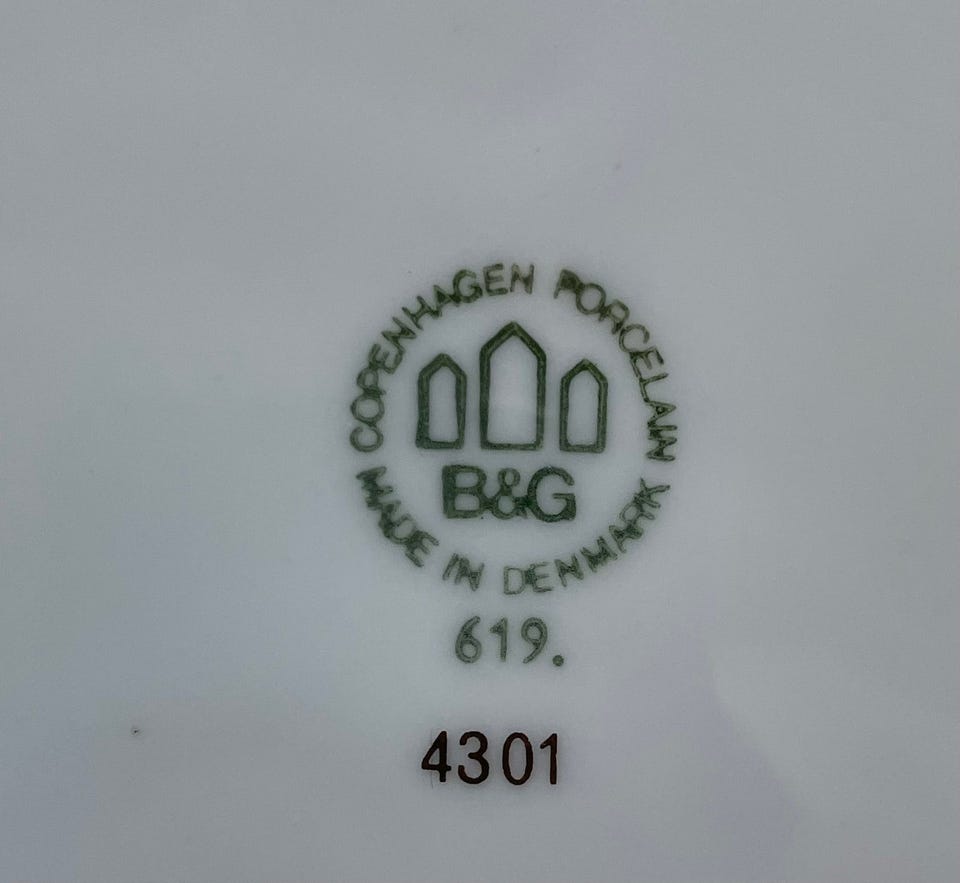 COPENHAGEN PORCELAIN
B&G
MADE IN DENMARK
619.
4301